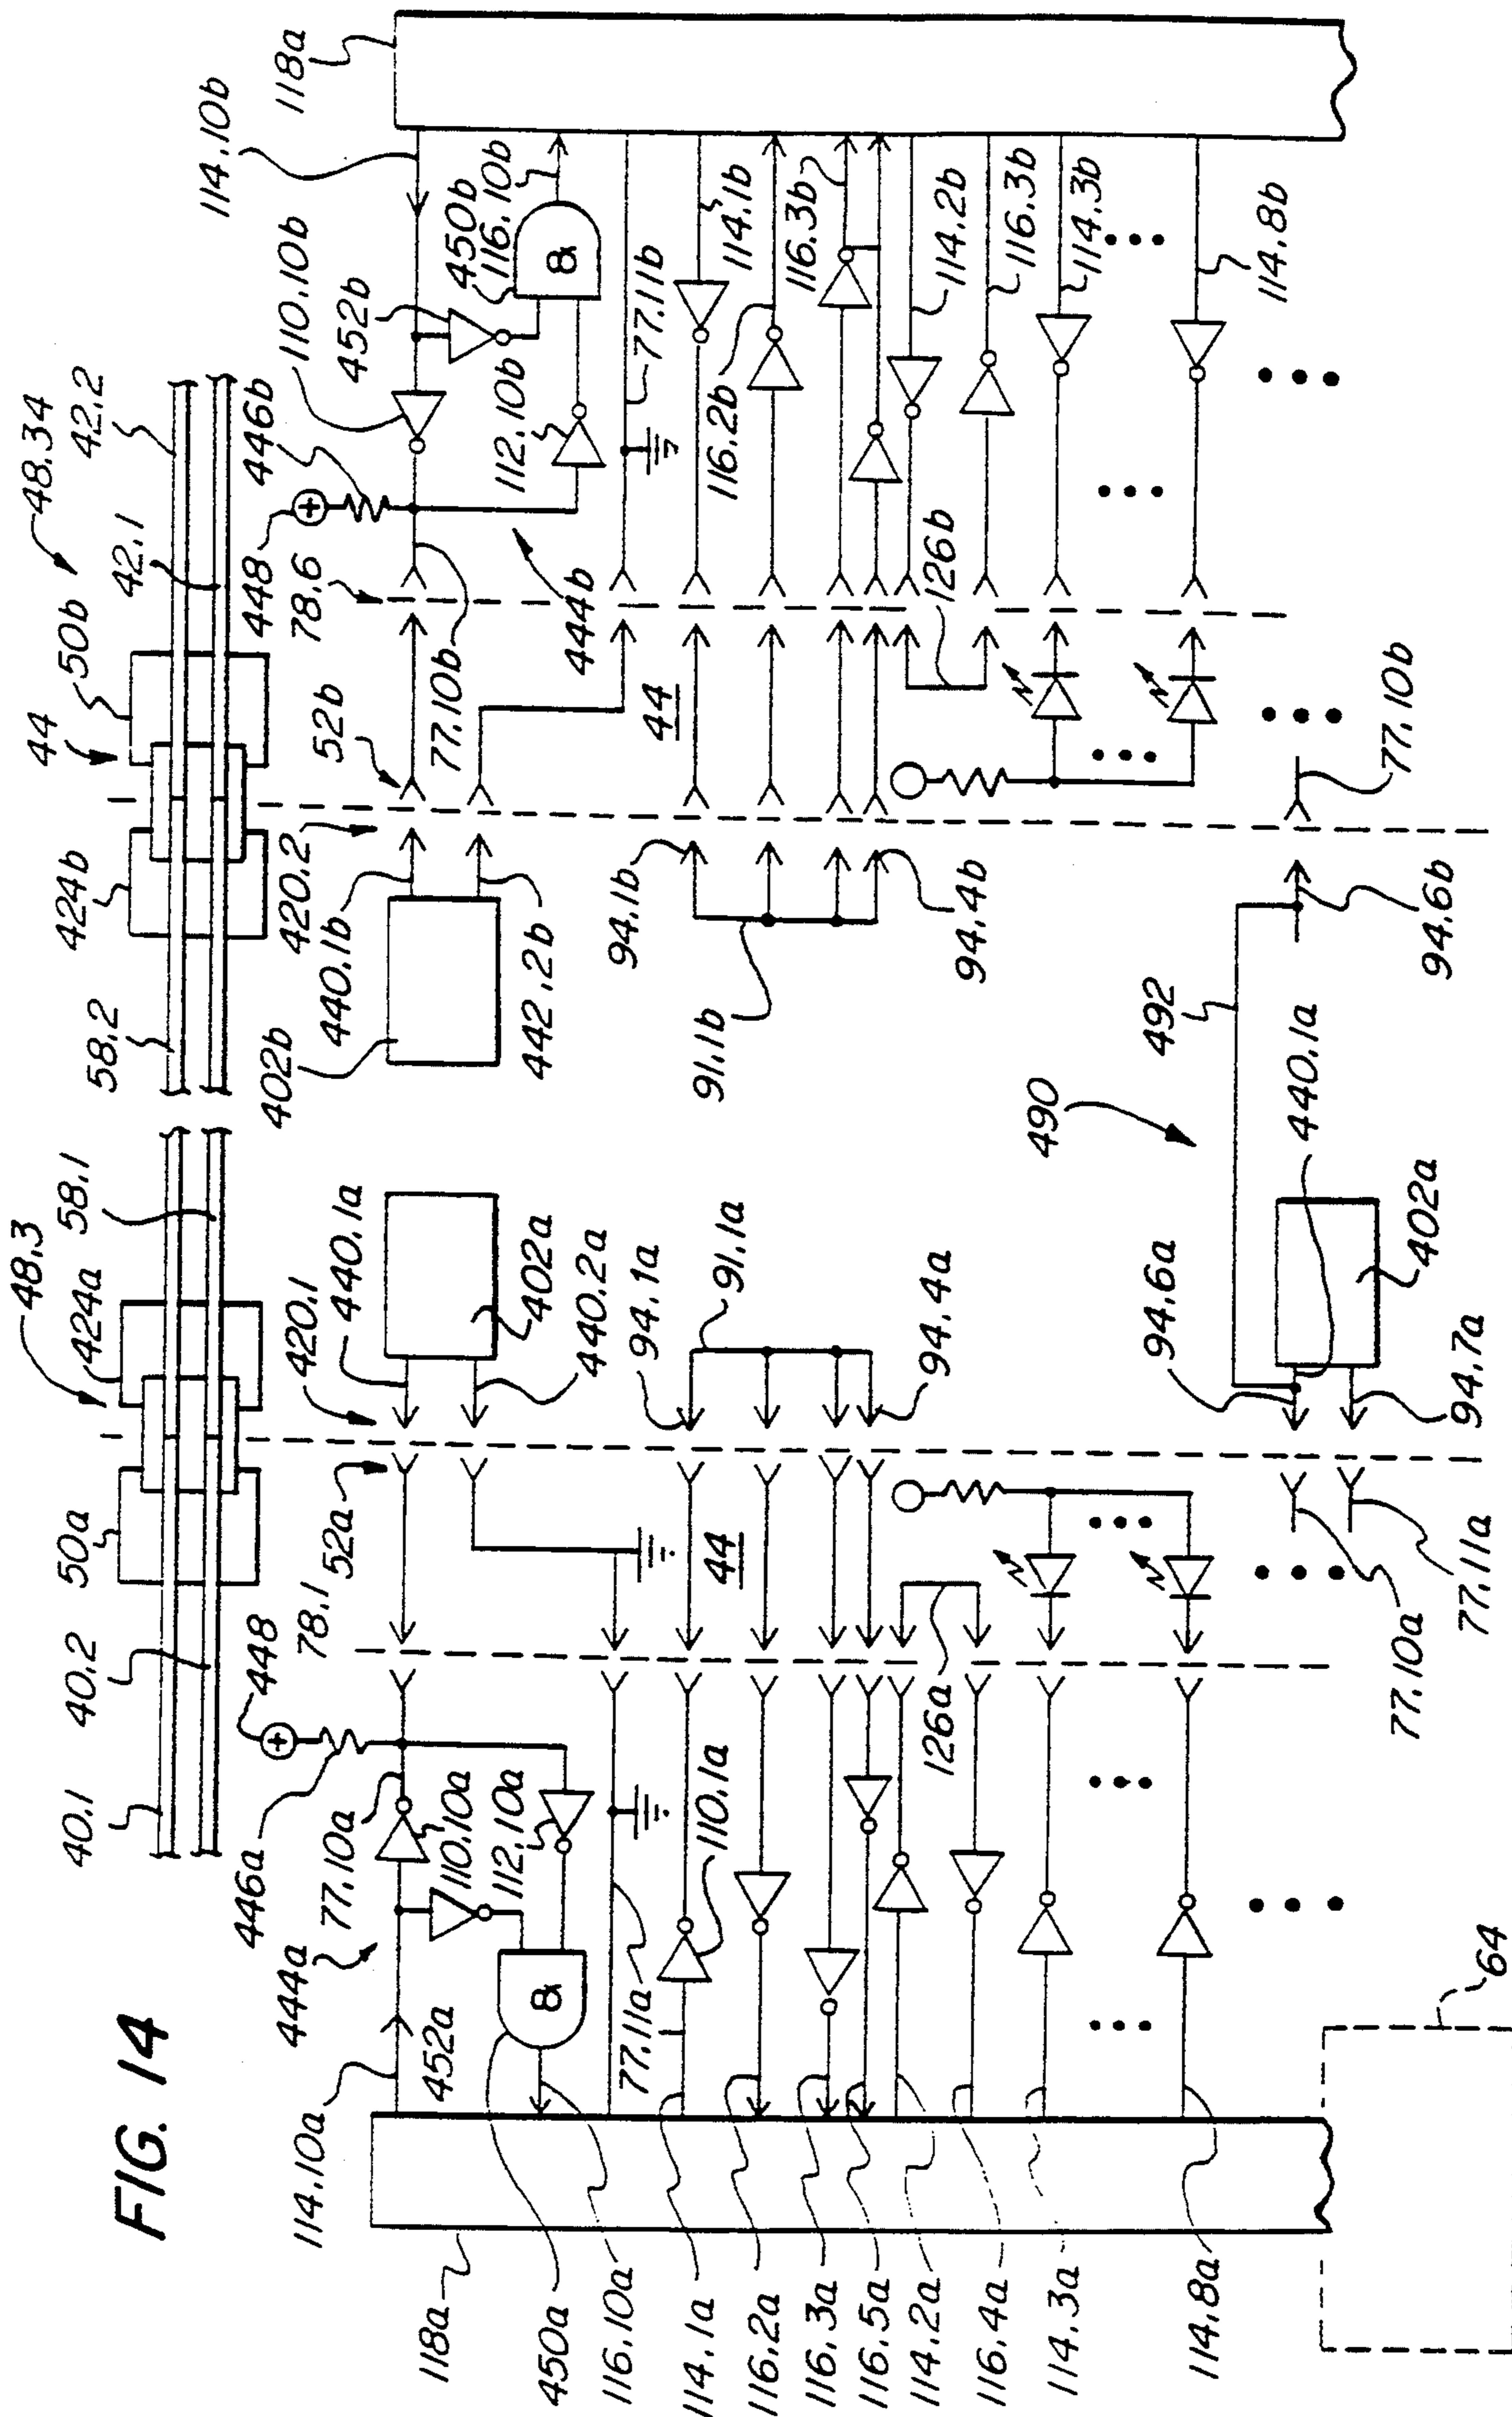 FIG. 14
48.3
48.34
40.1
40.2
50a
424a
58.1
58.2
424b
44
50b
42.1
42.2
448
446a
78.1
52a
420.1
440.1a
402b
440.1b
420.2
52b
78.6
448
446b
110.10b
114.10b
118a
114.10a
444a
77.10a
452a
110.10a
112.10a
&
402a
440.2a
442.2b
77.10b
444b
112.10b
452b
450b
116.10b
&
77.11b
118a
450a
116.10a
77.11a
114.1a
110.1a
44
94.1a
91.1a
94.1b
91.1b
44
116.2b
114.1b
116.2a
116.3a
116.5a
114.2a
126a
94.4a
94.4b
126b
116.3b
114.2b
116.3b
114.3b
114.8b
116.4a
114.3a
114.8a
490
492
94.6a
440.1a
402a
94.7a
94.6b
77.10b
77.10a
77.11a
64